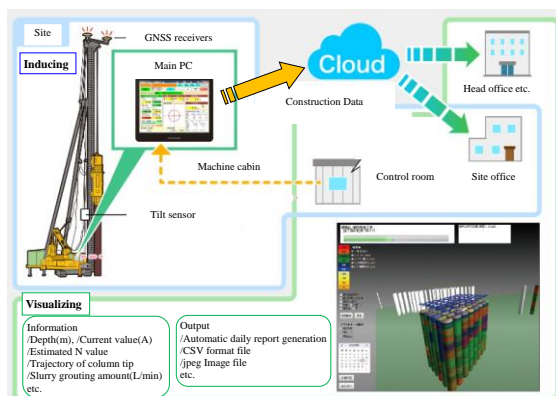 Site
GNSS receivers
Inducing
Main PC
Cloud
Construction Data
Head office etc.
Machine cabin
Control room
Site office
Tilt sensor
Visualizing
Information
/Depth(m), /Current value(A)
/Estimated N value
/Trajectory of column tip
/Slurry grouting amount(L/min)
etc.
Output
/Automatic daily report generation
/CSV format file
/jpeg Image file
etc.